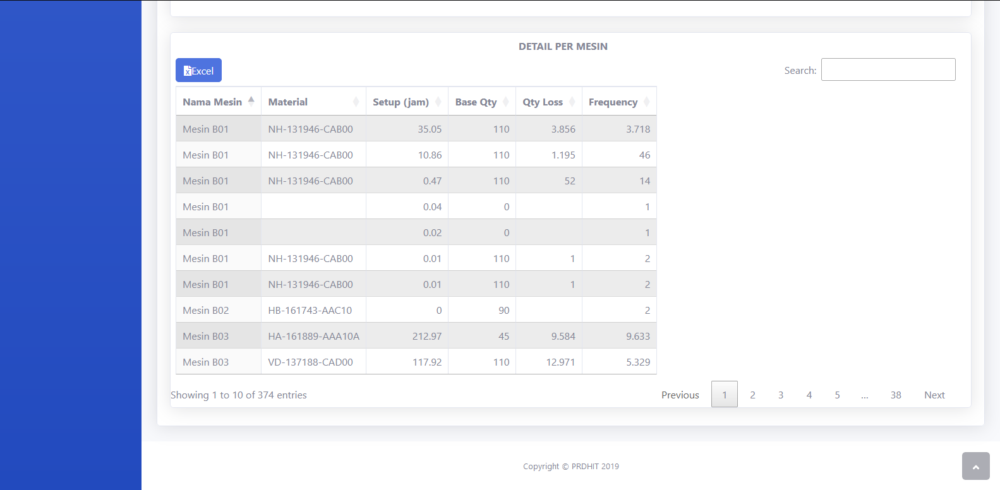 DETAIL PER MESIN
Excel Search:
Nama Mesin Material Setup (jam) Base Qty Qty Loss Frequency
Mesin B01 NH-131946-CAB00 35.05 110 3.856 3.718
Mesin B01 NH-131946-CAB00 10.86 110 1.195 46
Mesin B01 NH-131946-CAB00 0.47 110 52 14
Mesin B01 0.04 0 1
Mesin B01 0.02 0 1
Mesin B01 NH-131946-CAB00 0.01 110 1 2
Mesin B01 NH-131946-CAB00 0.01 110 1 2
Mesin B02 HB-161743-AAC10 0 90 2
Mesin B03 HA-161889-AAA10A 212.97 45 9.584 9.633
Mesin B03 VD-137188-CAD00 117.92 110 12.971 5.329
Showing 1 to 10 of 374 entries Previous 1 2 3 4 5 … 38 Next
Copyright © PRDHIT 2019